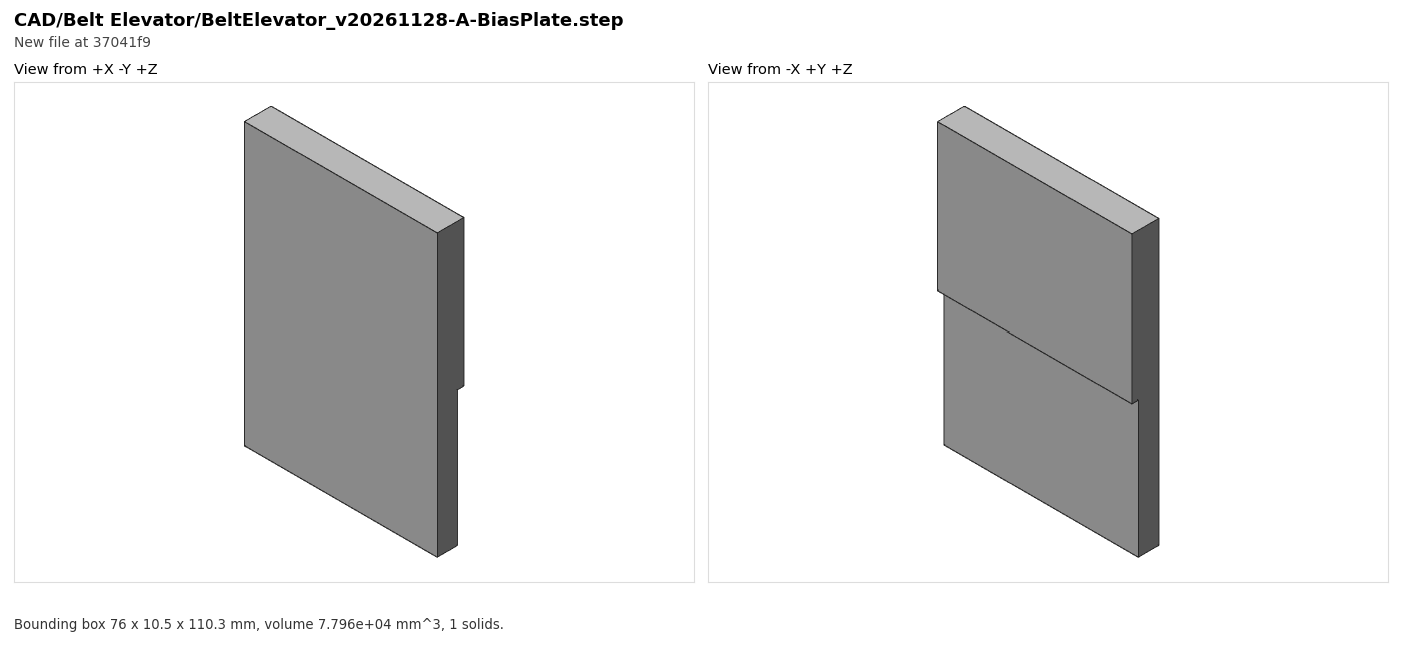 CAD/Belt Elevator/BeltElevator_v20261128-A-BiasPlate.step
New file at 37041f9
View from +X -Y +Z
View from -X +Y +Z
Bounding box 76 x 10.5 x 110.3 mm, volume 7.796e+04 mm^3, 1 solids.